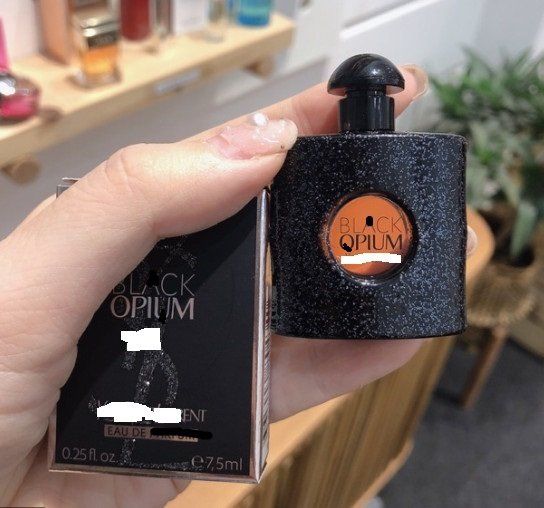 BLACK
OPIUM
EAU DE
0.25 fl. oz. ℮7,5ml
BLACK
OPIUM